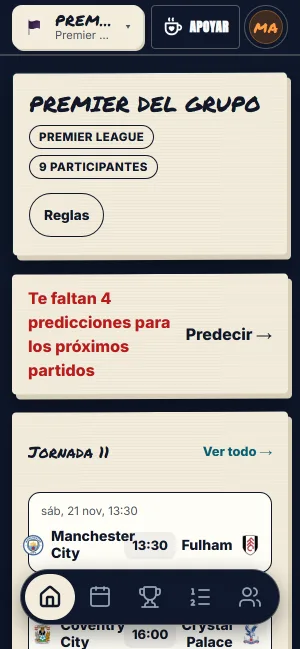 PREM...
Premier ...
APOYAR
MA
PREMIER DEL GRUPO
PREMIER LEAGUE
9 PARTICIPANTES
Reglas
Te faltan 4
predicciones para
los próximos
partidos
Predecir →
Jornada 11
Ver todo →
sáb, 21 nov, 13:30
Manchester
City
13:30
Fulham
Coventry
City
16:00
Crystal
Palace